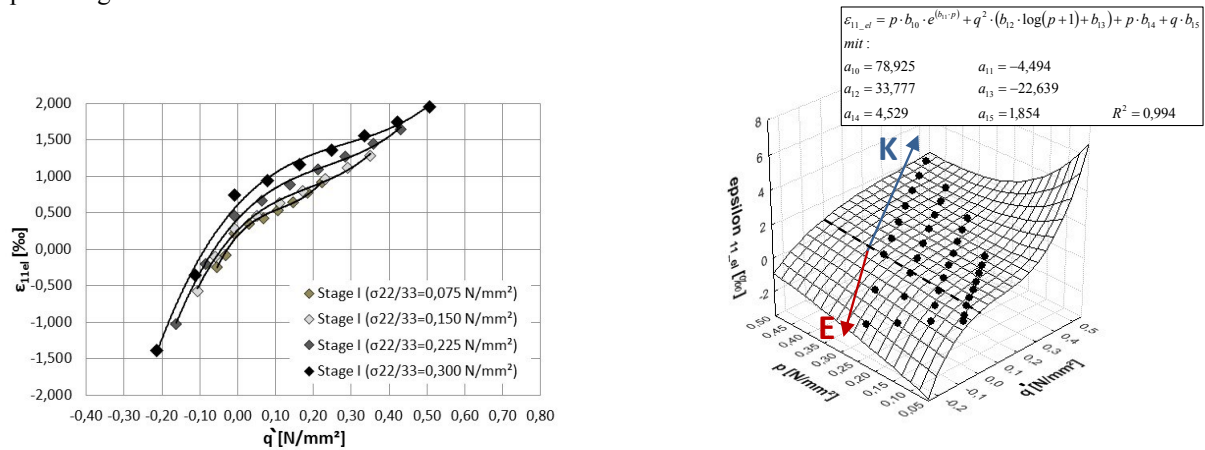 2,000
1,500
1,000
0,500
0,000
-0,500
-1,000
-1,500
-2,000
ε11el [‰]
Stage I (σ22/33=0,075 N/mm²)
Stage I (σ22/33=0,150 N/mm²)
Stage I (σ22/33=0,225 N/mm²)
Stage I (σ22/33=0,300 N/mm²)
-0,40 -0,30 -0,20 -0,10 0,00 0,10 0,20 0,30 0,40 0,50 0,60 0,70 0,80
q`[N/mm²]
ε11_el = p · b10 · e^(b11·p) + q² · (b12 · log(p + 1) + b13) + p · b14 + q · b15
mit :
a10 = 78,925 a11 = −4,494
a12 = 33,777 a13 = −22,639
a14 = 4,529 a15 = 1,854 R² = 0,994
8
6
4
2
0
-2
epsilon_11_el [‰]
K
E
0,50 0,45 0,40 0,35 0,30 0,25 0,20 0,15 0,10 0,05
p [N/mm²]
-0,2 -0,1 0,0 0,1 0,2 0,3 0,4 0,5
q` [N/mm²]